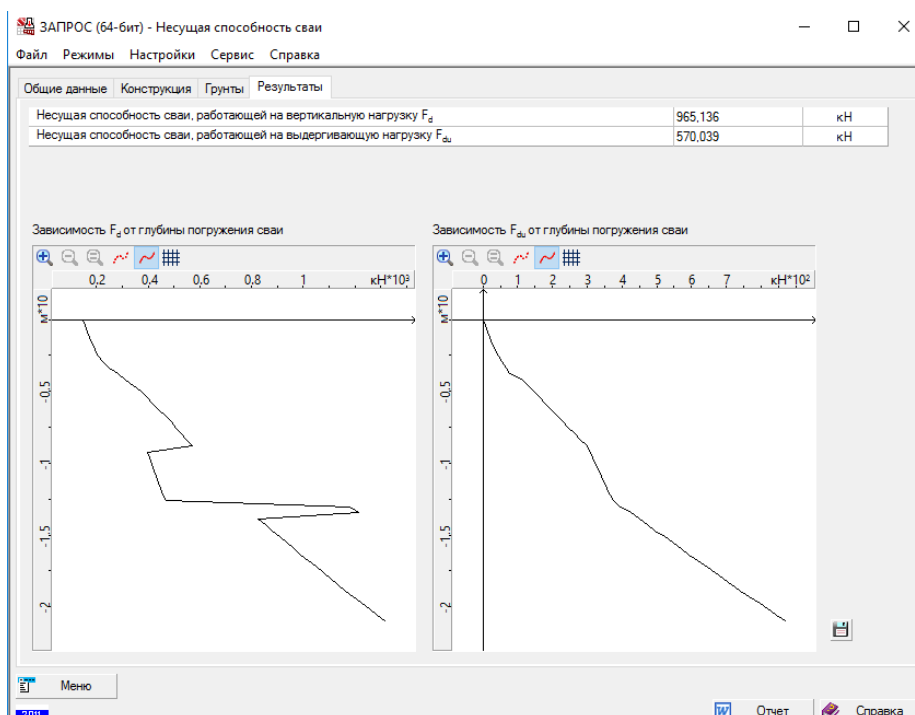 ЗАПРОС (64-бит) - Несущая способность сваи
Файл Режимы Настройки Сервис Справка
Общие данные Конструкция Грунты Результаты
Несущая способность сваи, работающей на вертикальную нагрузку Fd 965,136 кН
Несущая способность сваи, работающей на выдергивающую нагрузку Fdu 570,039 кН
Зависимость Fd от глубины погружения сваи
0,2 0,4 0,6 0,8 1 кН*10³
м*10
-0,5
-1
-1,5
-2
Зависимость Fdu от глубины погружения сваи
0 1 2 3 4 5 6 7 кН*10²
м*10
-0,5
-1
-1,5
-2
Меню
Отчет Справка